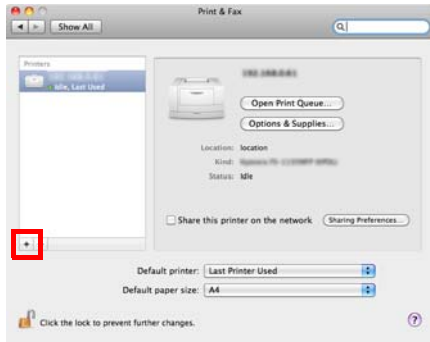 Print & Fax
Show All
Printers
Idle, Last Used
Open Print Queue...
Options & Supplies...
Location: location
Kind:
Status: Idle
Share this printer on the network
Sharing Preferences...
+
Default printer: Last Printer Used
Default paper size: A4
Click the lock to prevent further changes.
?